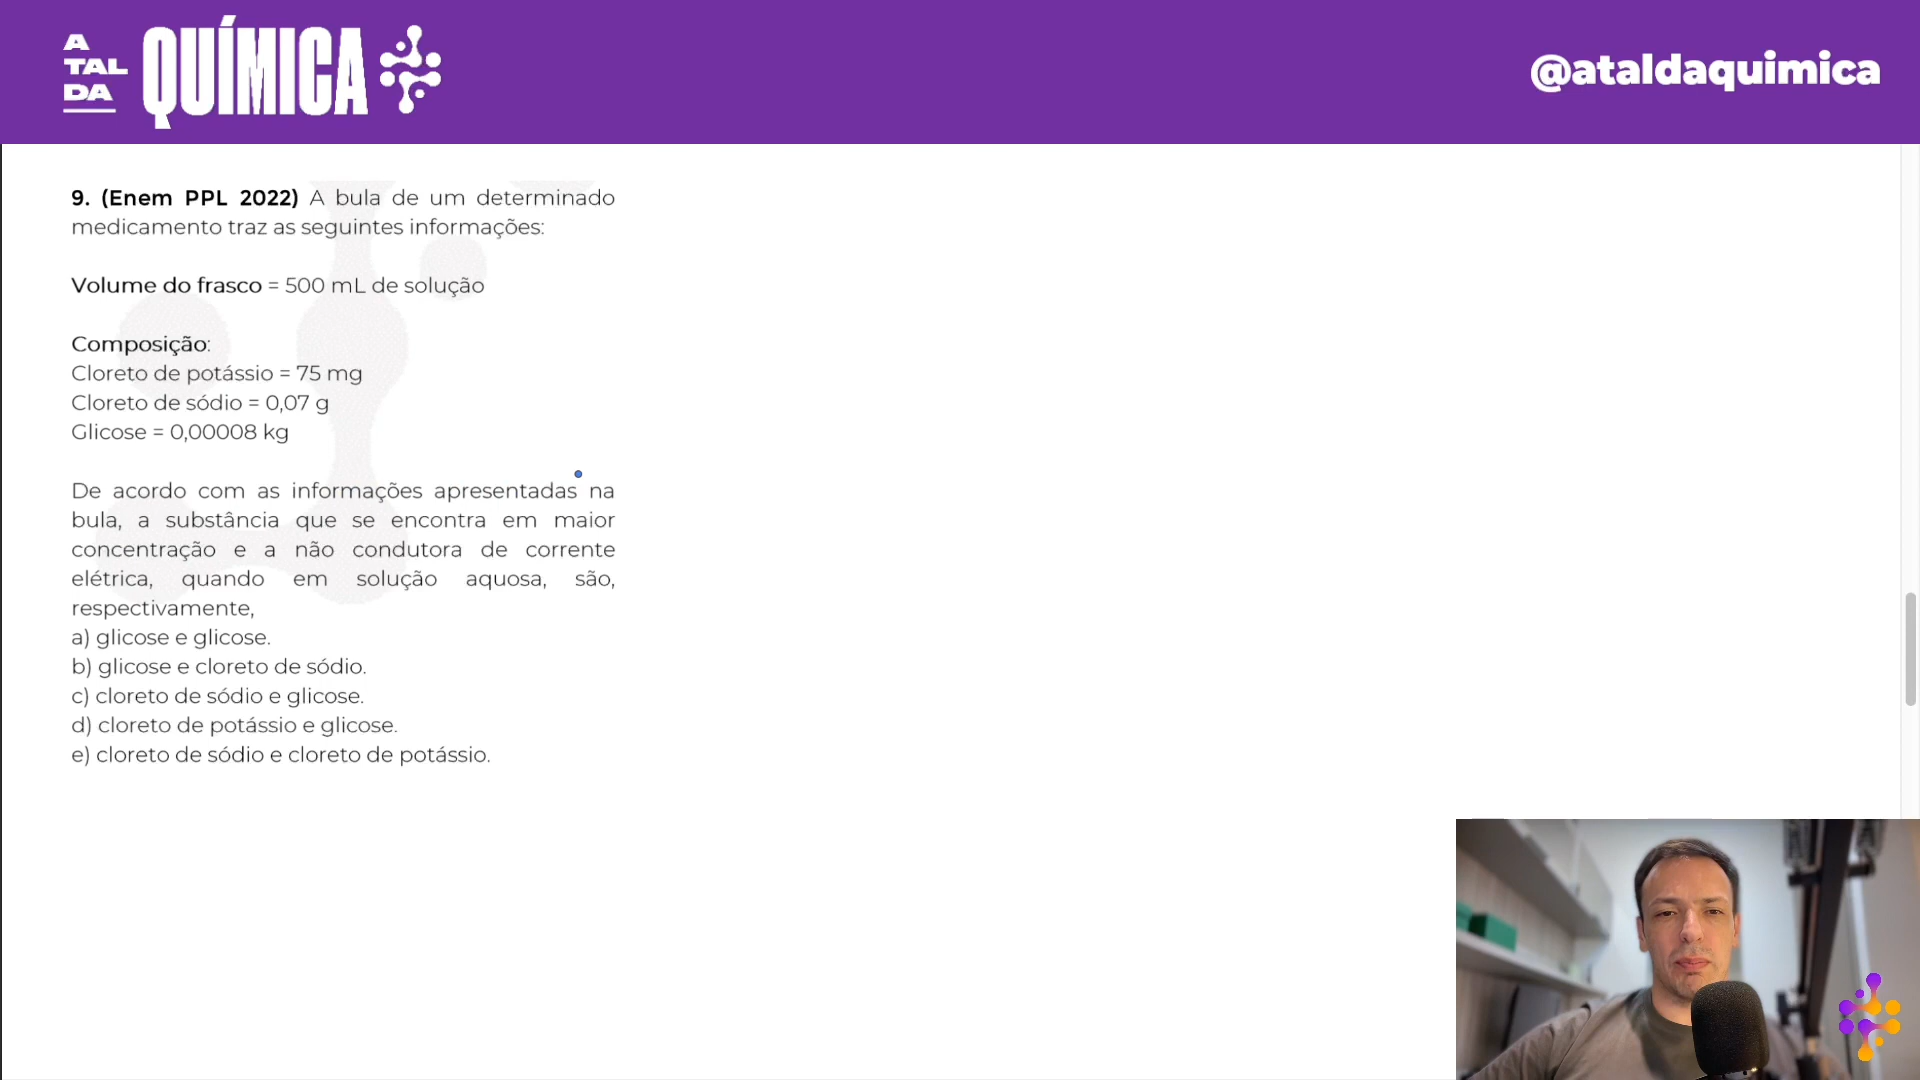 A
TAL
DA
QUÍMICA
@ataldaquimica
9. (Enem PPL 2022) A bula de um determinado
medicamento traz as seguintes informações:
Volume do frasco = 500 mL de solução
Composição:
Cloreto de potássio = 75 mg
Cloreto de sódio = 0,07 g
Glicose = 0,00008 kg
De acordo com as informações apresentadas na
bula, a substância que se encontra em maior
concentração e a não condutora de corrente
elétrica, quando em solução aquosa, são,
respectivamente,
a) glicose e glicose.
b) glicose e cloreto de sódio.
c) cloreto de sódio e glicose.
d) cloreto de potássio e glicose.
e) cloreto de sódio e cloreto de potássio.